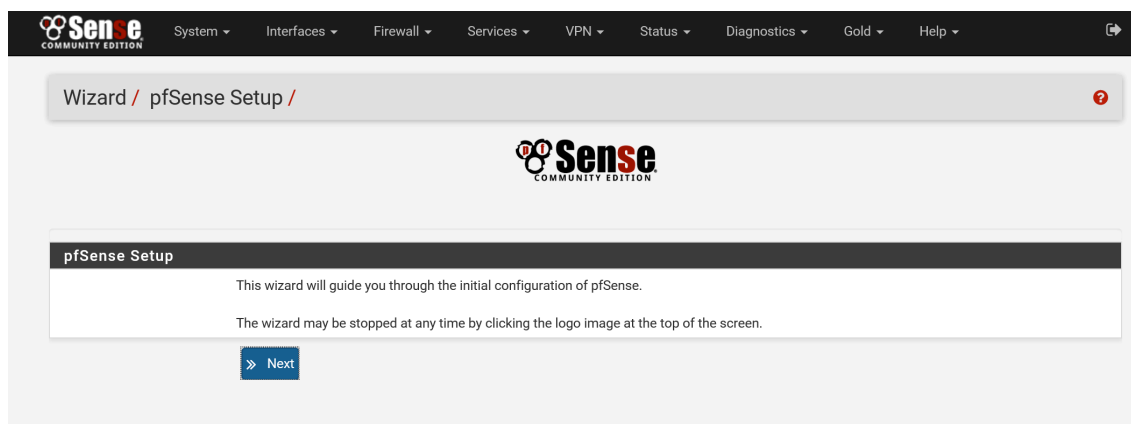 pfSense
COMMUNITY EDITION
System Interfaces Firewall Services VPN Status Diagnostics Gold Help
Wizard / pfSense Setup /
pfSense
COMMUNITY EDITION
pfSense Setup
This wizard will guide you through the initial configuration of pfSense.
The wizard may be stopped at any time by clicking the logo image at the top of the screen.
Next